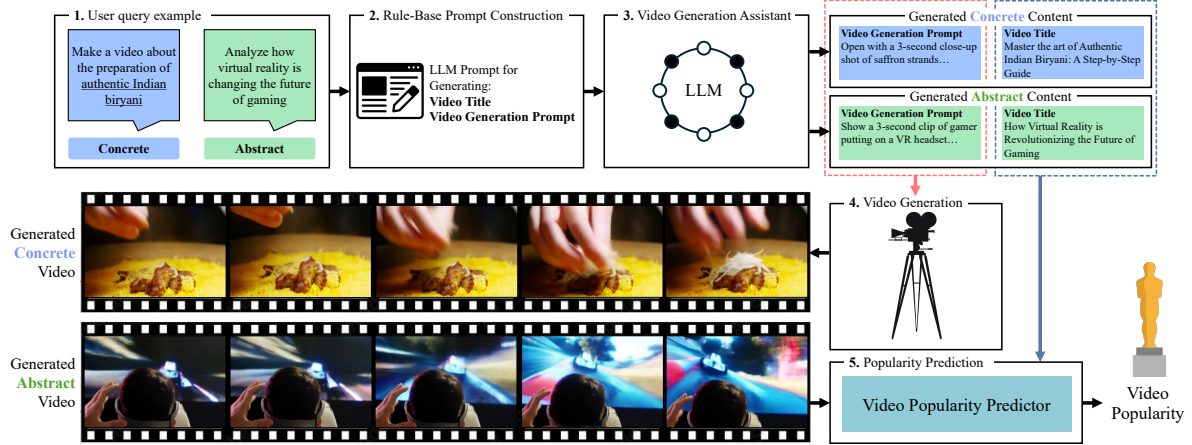 1. User query example
Make a video about
the preparation of
authentic Indian
biryani
Concrete
Analyze how
virtual reality is
changing the future
of gaming
Abstract
2. Rule-Base Prompt Construction
LLM Prompt for
Generating:
Video Title
Video Generation Prompt
3. Video Generation Assistant
LLM
Generated Concrete Content
Video Generation Prompt
Open with a 3-second close-up
shot of saffron strands…
Video Title
Master the art of Authentic
Indian Biryani: A Step-by-Step
Guide
Generated Abstract Content
Video Generation Prompt
Show a 3-second clip of gamer
putting on a VR headset…
Video Title
How Virtual Reality is
Revolutionizing the Future of
Gaming
4. Video Generation
Generated
Concrete
Video
Generated
Abstract
Video
5. Popularity Prediction
Video Popularity Predictor
Video
Popularity